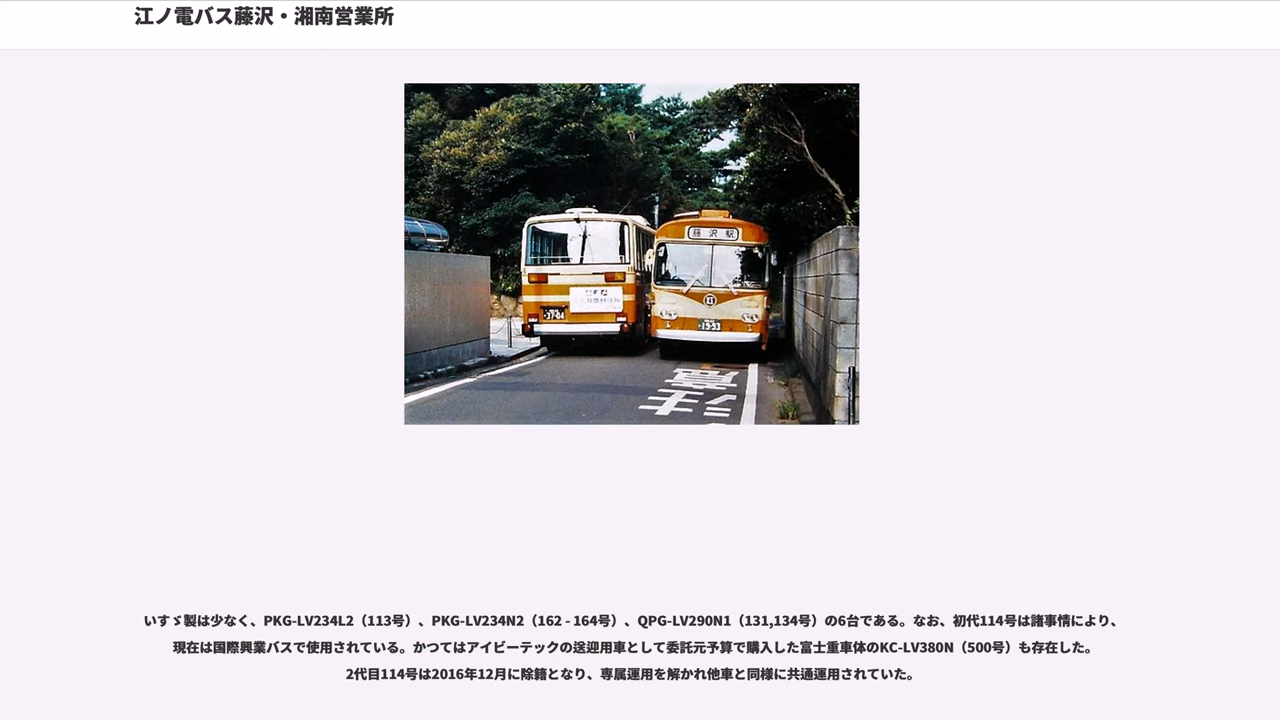 江ノ電バス藤沢・湘南営業所
藤沢駅
37-04
19-93
いすゞ製は少なく、PKG-LV234L2（113号）、PKG-LV234N2（162 - 164号）、QPG-LV290N1（131,134号）の6台である。なお、初代114号は諸事情により、
現在は国際興業バスで使用されている。かつてはアイビーテックの送迎用車として委託元予算で購入した富士重車体のKC-LV380N（500号）も存在した。
2代目114号は2016年12月に除籍となり、専属運用を解かれ他車と同様に共通運用されていた。